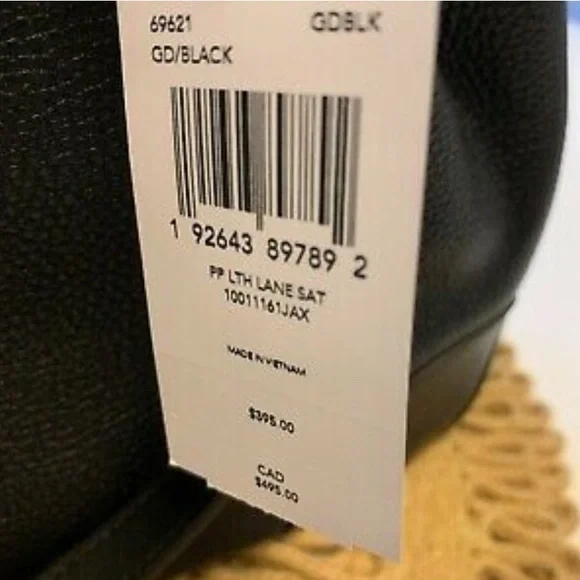 69621 GDBLK
GD/BLACK
1 92643 89789 2
PP LTH LANE SAT
10011161JAX
MADE IN VIETNAM
$395.00
CAD
$495.00